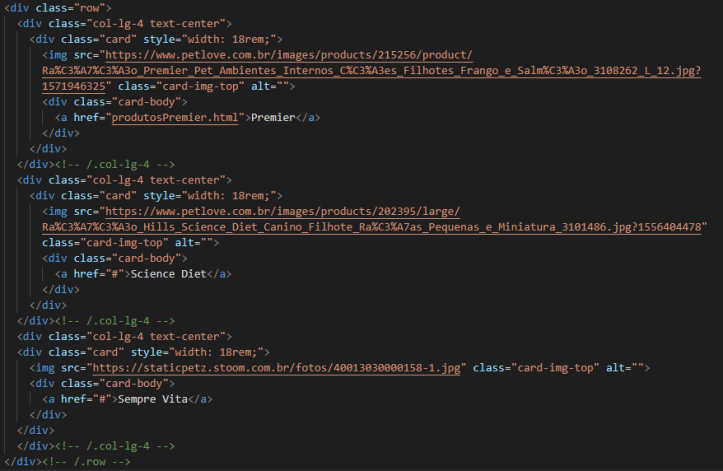 <div class="row">
<div class="col-lg-4 text-center">
<div class="card" style="width: 18rem;">
<img src="https://www.petlove.com.br/images/products/215256/product/
Ra%C3%A7%C3%A3o_Premier_Pet_Ambientes_Internos_C%C3%A3es_Filhotes_Frango_e_Salm%C3%A3o_3108262_L_12.jpg?
1571946325" class="card-img-top" alt="">
<div class="card-body">
<a href="produtosPremier.html">Premier</a>
</div>
</div>
</div><!-- /.col-lg-4 -->
<div class="col-lg-4 text-center">
<div class="card" style="width: 18rem;">
<img src="https://www.petlove.com.br/images/products/202395/large/
Ra%C3%A7%C3%A3o_Hills_Science_Diet_Canino_Filhote_Ra%C3%A7as_Pequenas_e_Miniatura_3101486.jpg?1556404478"
class="card-img-top" alt="">
<div class="card-body">
<a href="#">Science Diet</a>
</div>
</div>
</div><!-- /.col-lg-4 -->
<div class="col-lg-4 text-center">
<div class="card" style="width: 18rem;">
<img src="https://staticpetz.stoom.com.br/fotos/40013030000158-1.jpg" class="card-img-top" alt="">
<div class="card-body">
<a href="#">Sempre Vita</a>
</div>
</div>
</div><!-- /.col-lg-4 -->
</div><!-- /.row -->